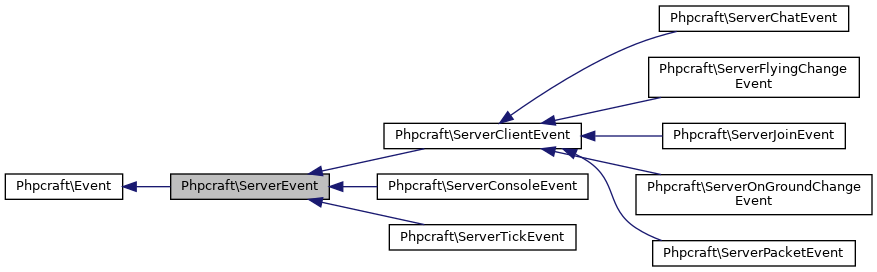 Phpcraft\Event
Phpcraft\ServerEvent
Phpcraft\ServerClientEvent
Phpcraft\ServerConsoleEvent
Phpcraft\ServerTickEvent
Phpcraft\ServerChatEvent
Phpcraft\ServerFlyingChange
Event
Phpcraft\ServerJoinEvent
Phpcraft\ServerOnGroundChange
Event
Phpcraft\ServerPacketEvent